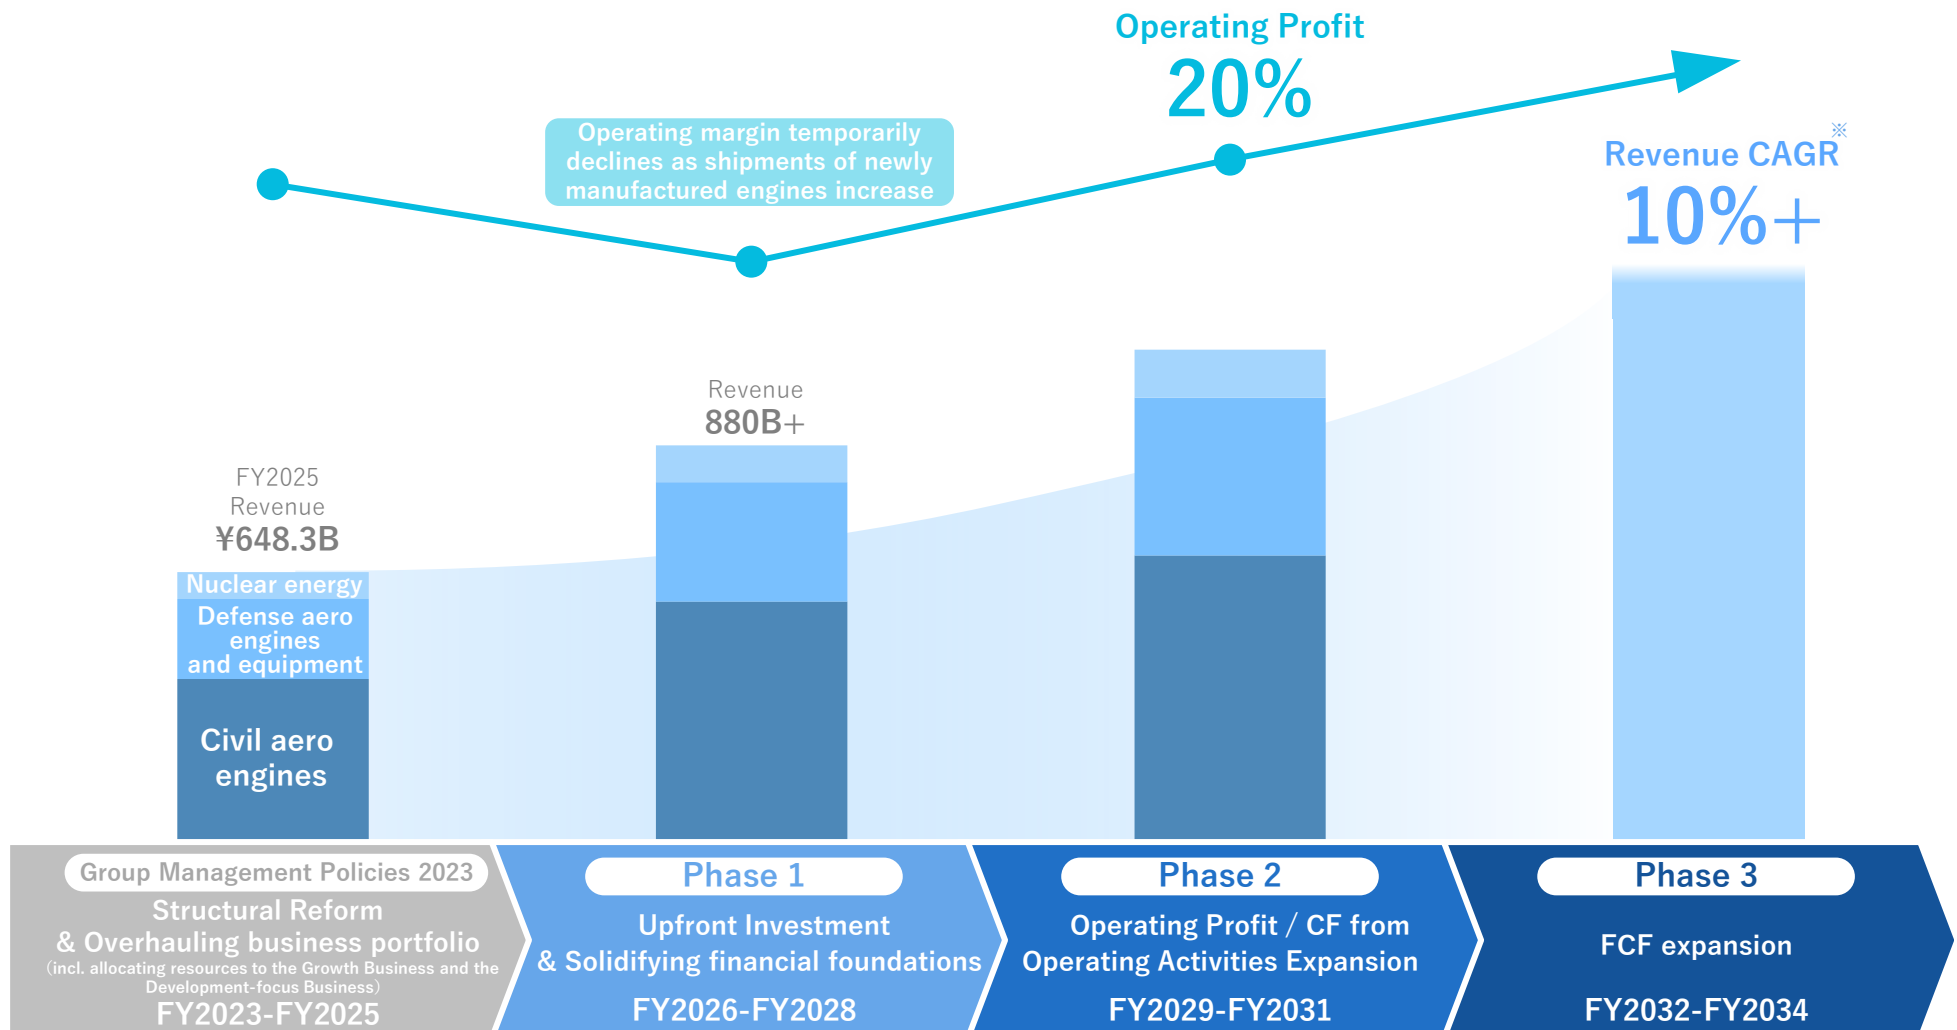 Operating Profit
20%
Operating margin temporarily
declines as shipments of newly
manufactured engines increase
Revenue CAGR※
10%+
Revenue
880B+
FY2025
Revenue
¥648.3B
Nuclear energy
Defense aero
engines
and equipment
Civil aero
engines
Group Management Policies 2023
Structural Reform
& Overhauling business portfolio
(incl. allocating resources to the Growth Business and the
Development-focus Business)
FY2023-FY2025
Phase 1
Upfront Investment
& Solidifying financial foundations
FY2026-FY2028
Phase 2
Operating Profit / CF from
Operating Activities Expansion
FY2029-FY2031
Phase 3
FCF expansion
FY2032-FY2034